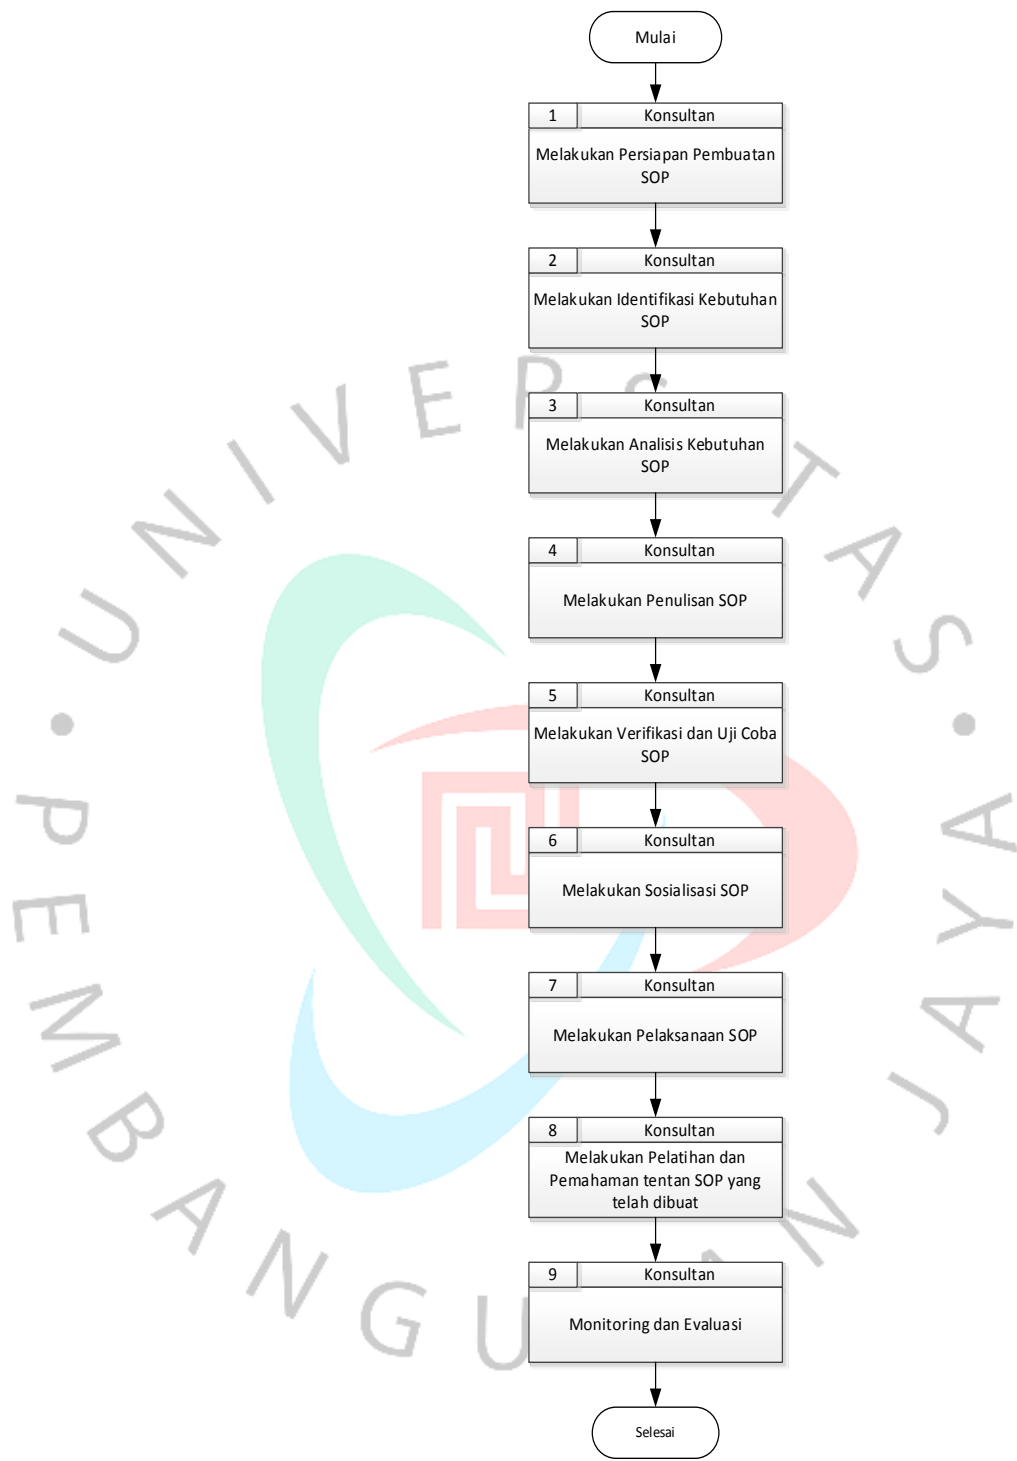 Mulai
1 Konsultan
Melakukan Persiapan Pembuatan
SOP
2 Konsultan
Melakukan Identifikasi Kebutuhan
SOP
3 Konsultan
Melakukan Analisis Kebutuhan
SOP
4 Konsultan
Melakukan Penulisan SOP
5 Konsultan
Melakukan Verifikasi dan Uji Coba
SOP
6 Konsultan
Melakukan Sosialisasi SOP
7 Konsultan
Melakukan Pelaksanaan SOP
8 Konsultan
Melakukan Pelatihan dan
Pemahaman tentan SOP yang
telah dibuat
9 Konsultan
Monitoring dan Evaluasi
Selesai
UNIVERSITAS
PEMBANGUNAN JAYA